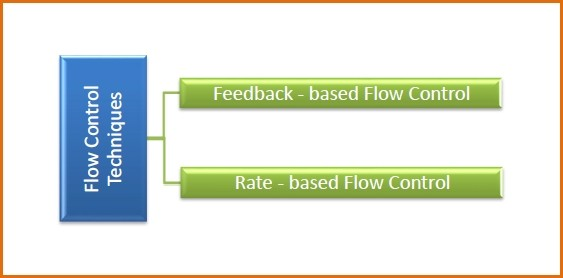 Flow Control
Techniques
Feedback - based Flow Control
Rate - based Flow Control